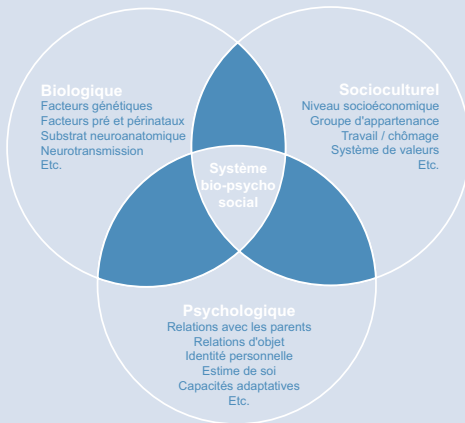 Biologique
Facteurs génétiques
Facteurs pré et périnataux
Substrat neuroanatomique
Neurotransmission
Etc.
Socioculturel
Niveau socioéconomique
Groupe d'appartenance
Travail / chômage
Système de valeurs
Etc.
Système
bio-psycho
social
Psychologique
Relations avec les parents
Relations d'objet
Identité personnelle
Estime de soi
Capacités adaptatives
Etc.